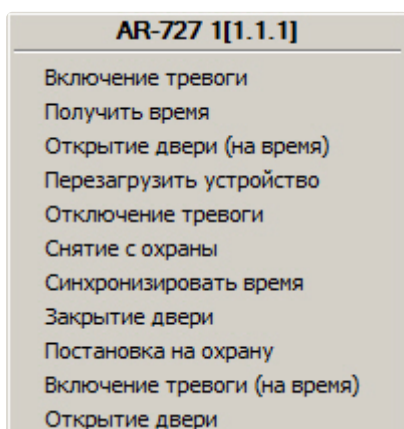 AR-727 1[1.1.1]
Включение тревоги
Получить время
Открытие двери (на время)
Перезагрузить устройство
Отключение тревоги
Снятие с охраны
Синхронизировать время
Закрытие двери
Постановка на охрану
Включение тревоги (на время)
Открытие двери